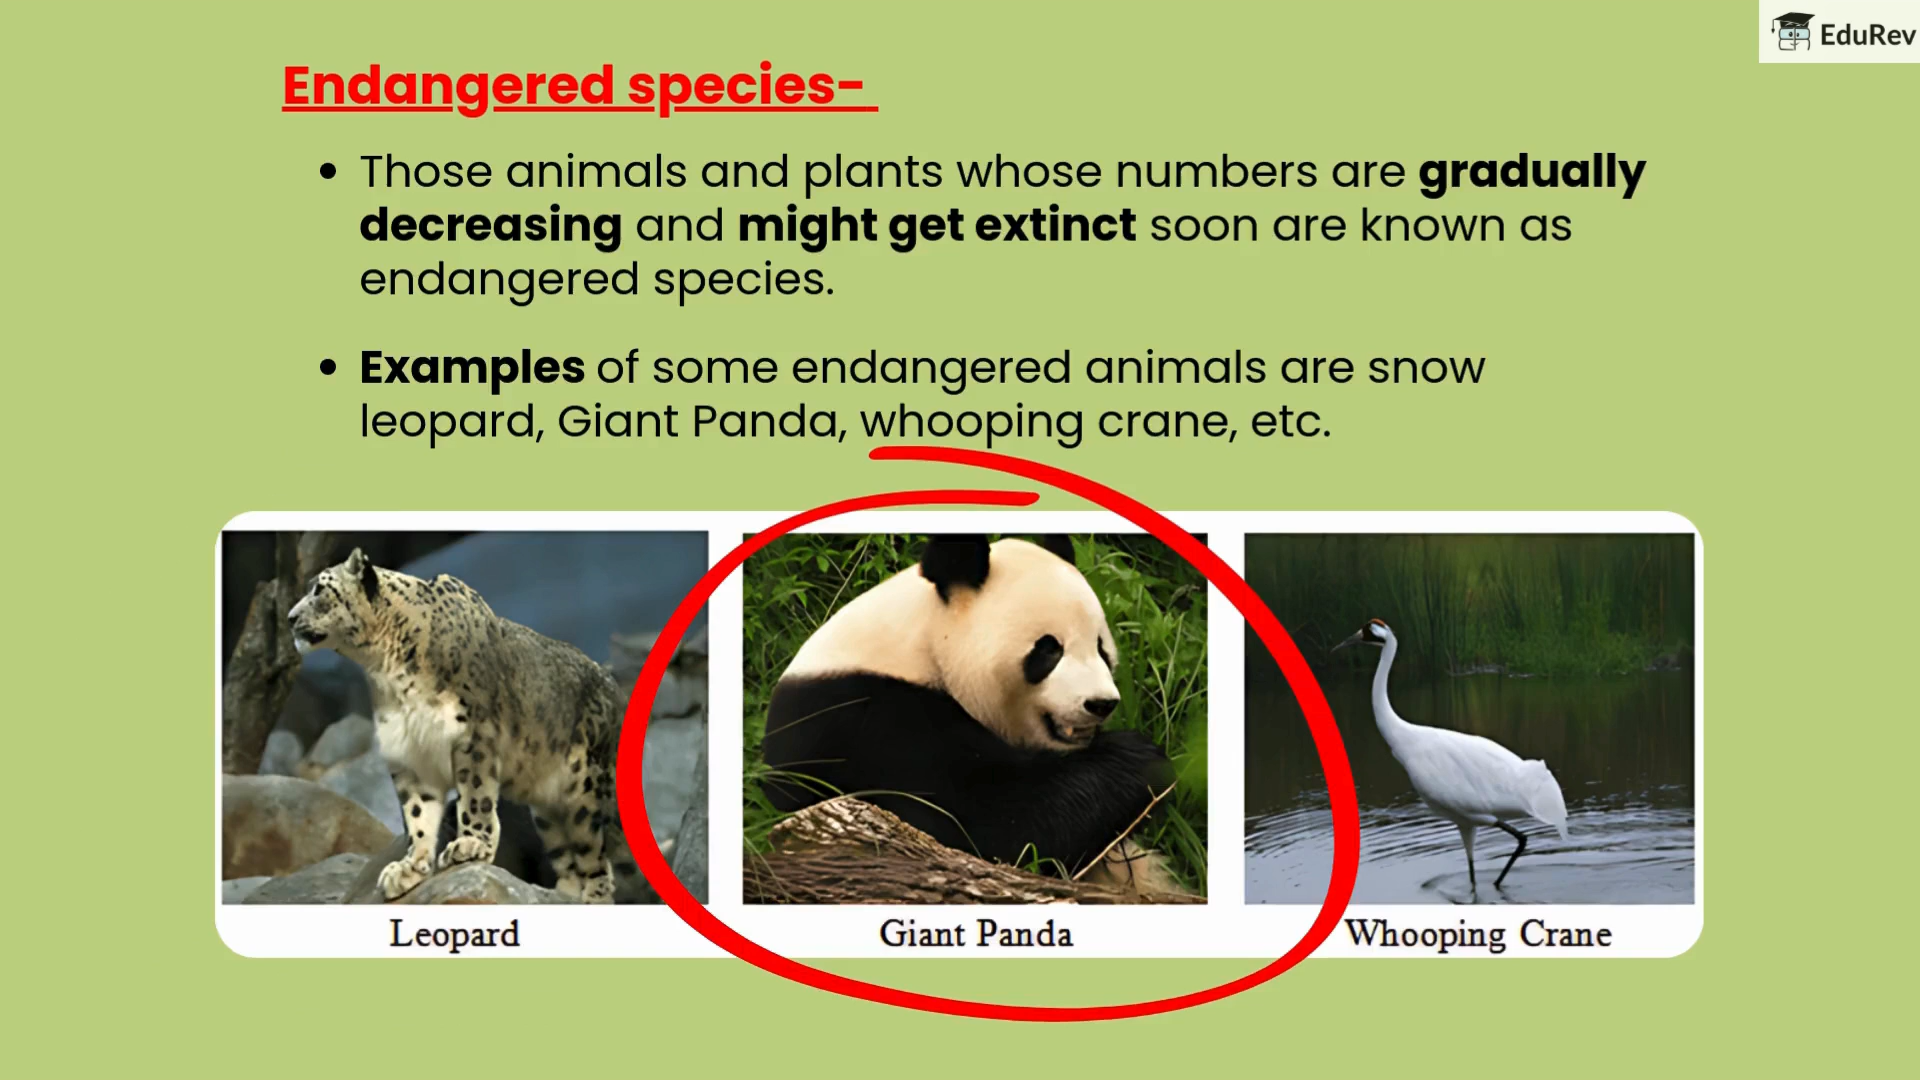 EduRev
Endangered species-
• Those animals and plants whose numbers are gradually
decreasing and might get extinct soon are known as
endangered species.
• Examples of some endangered animals are snow
leopard, Giant Panda, whooping crane, etc.
Leopard
Giant Panda
Whooping Crane